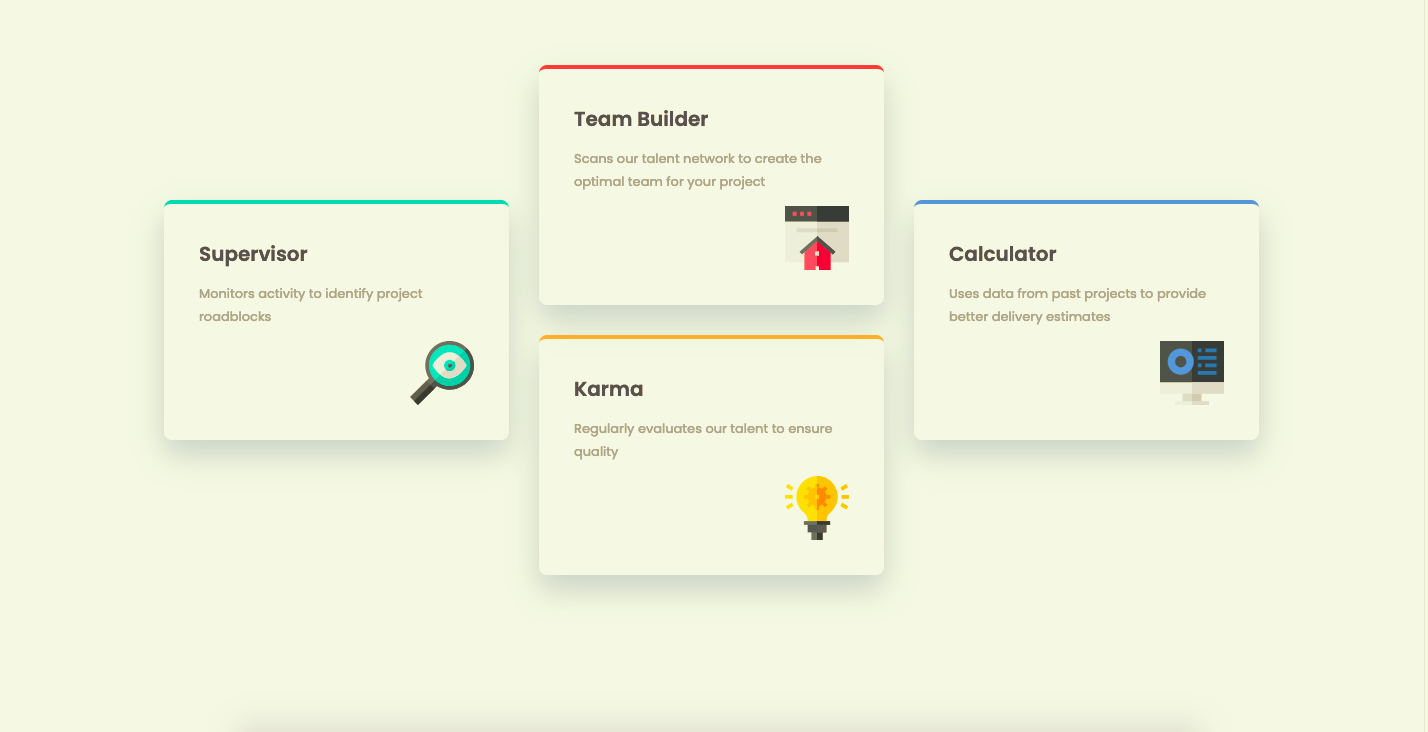 Team Builder
Scans our talent network to create the
optimal team for your project
Supervisor
Monitors activity to identify project
roadblocks
Calculator
Uses data from past projects to provide
better delivery estimates
Karma
Regularly evaluates our talent to ensure
quality